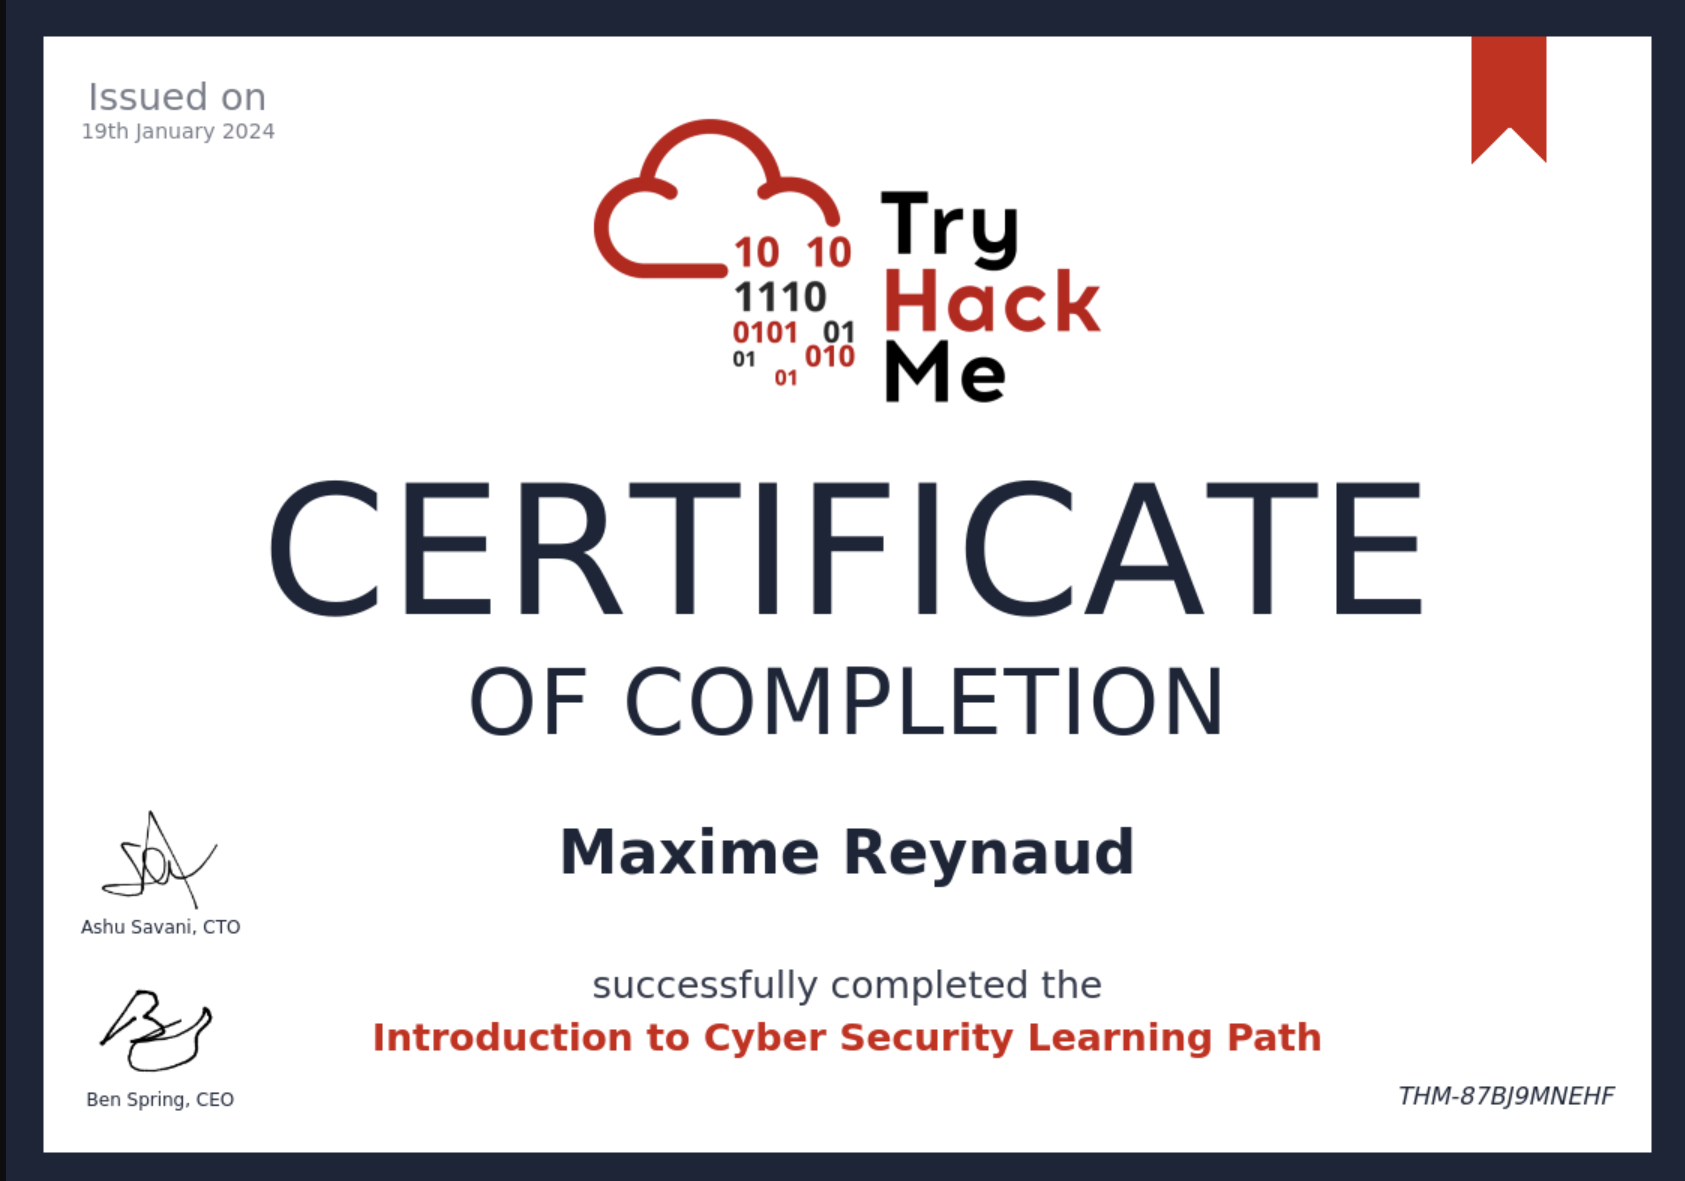 Issued on
19th January 2024
10 10
1110
0101 01
01 010
01
Try
Hack
Me
CERTIFICATE
OF COMPLETION
Maxime Reynaud
Ashu Savani, CTO
successfully completed the
Introduction to Cyber Security Learning Path
Ben Spring, CEO
THM-87BJ9MNEHF